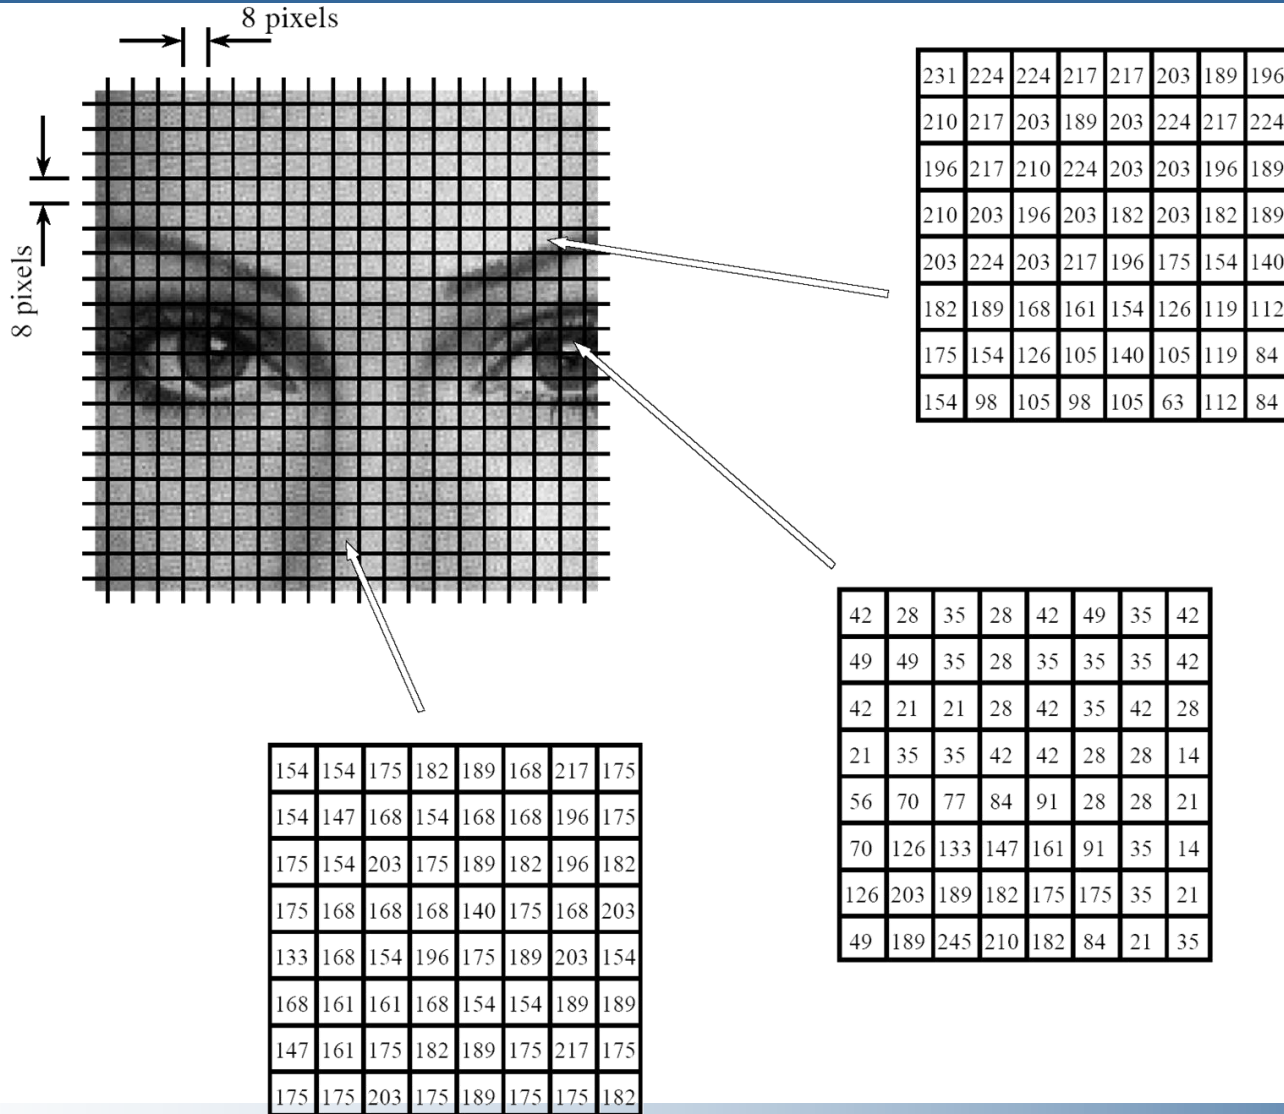 8 pixels
8 pixels
231 224 224 217 217 203 189 196
210 217 203 189 203 224 217 224
196 217 210 224 203 203 196 189
210 203 196 203 182 203 182 189
203 224 203 217 196 175 154 140
182 189 168 161 154 126 119 112
175 154 126 105 140 105 119 84
154 98 105 98 105 63 112 84
42 28 35 28 42 49 35 42
49 49 35 28 35 35 35 42
42 21 21 28 42 35 42 28
21 35 35 42 42 28 28 14
56 70 77 84 91 28 28 21
70 126 133 147 161 91 35 14
126 203 189 182 175 175 35 21
49 189 245 210 182 84 21 35
154 154 175 182 189 168 217 175
154 147 168 154 168 168 196 175
175 154 203 175 189 182 196 182
175 168 168 168 140 175 168 203
133 168 154 196 175 189 203 154
168 161 161 168 154 154 189 189
147 161 175 182 189 175 217 175
175 175 203 175 189 175 175 182